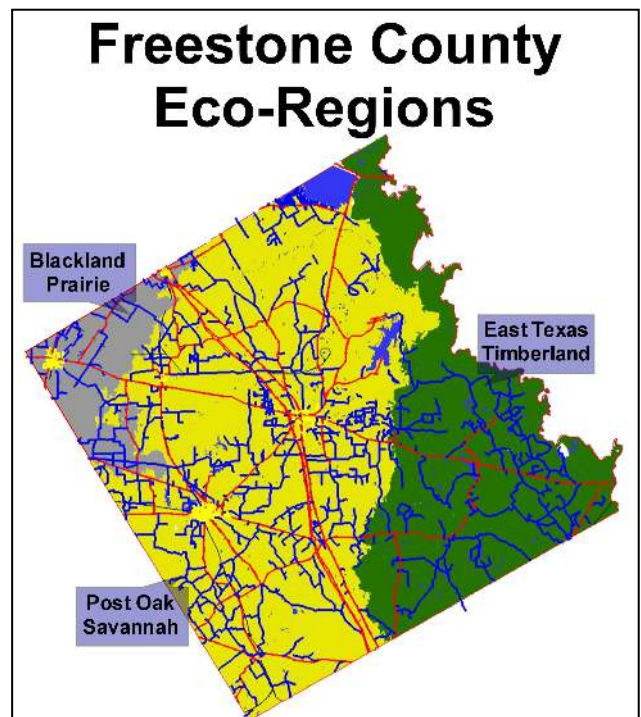 Freestone County
Eco-Regions
Blackland
Prairie
East Texas
Timberland
Post Oak
Savannah